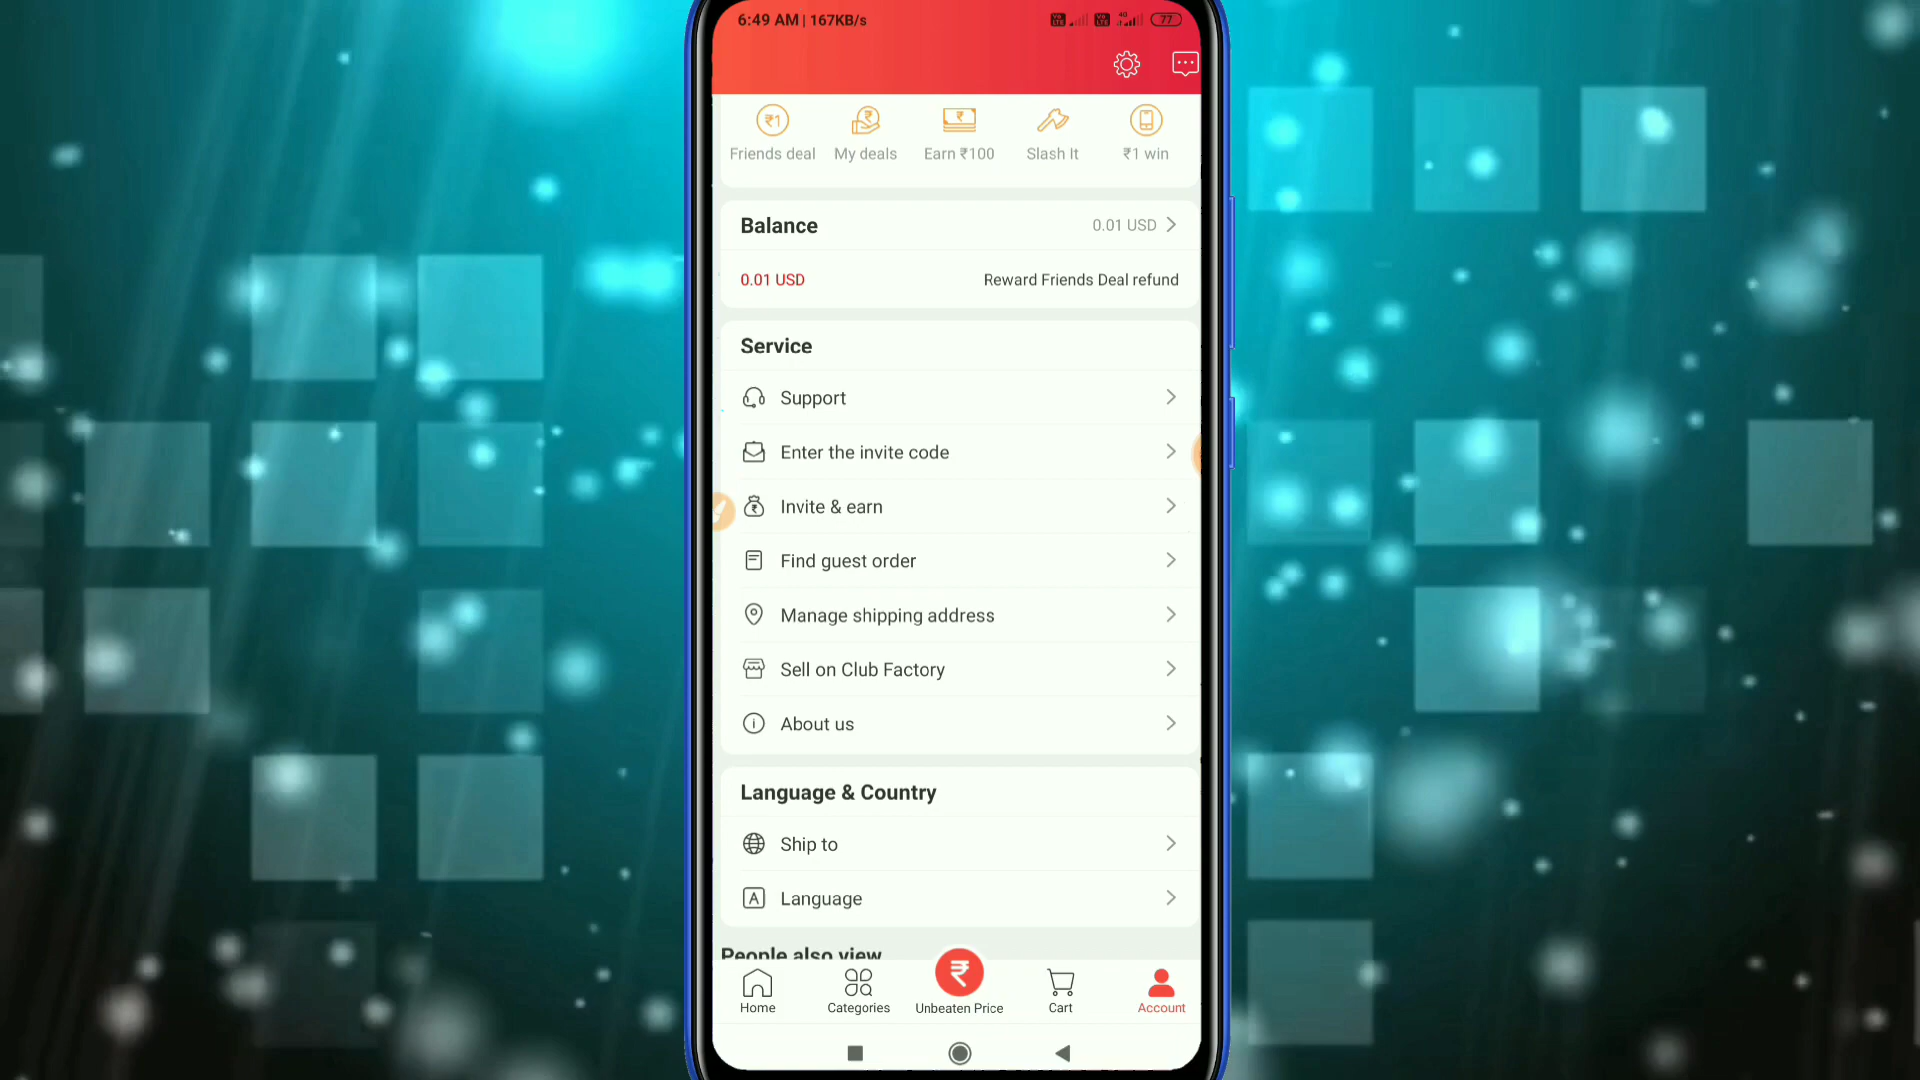 6:49 AM | 167KB/s
4G
77
₹1
Friends deal
My deals
Earn ₹100
Slash It
₹1 win
Balance
0.01 USD
0.01 USD
Reward Friends Deal refund
Service
Support
Enter the invite code
Invite & earn
Find guest order
Manage shipping address
Sell on Club Factory
About us
Language & Country
Ship to
Language
People also view
Home
Categories
Unbeaten Price
Cart
Account